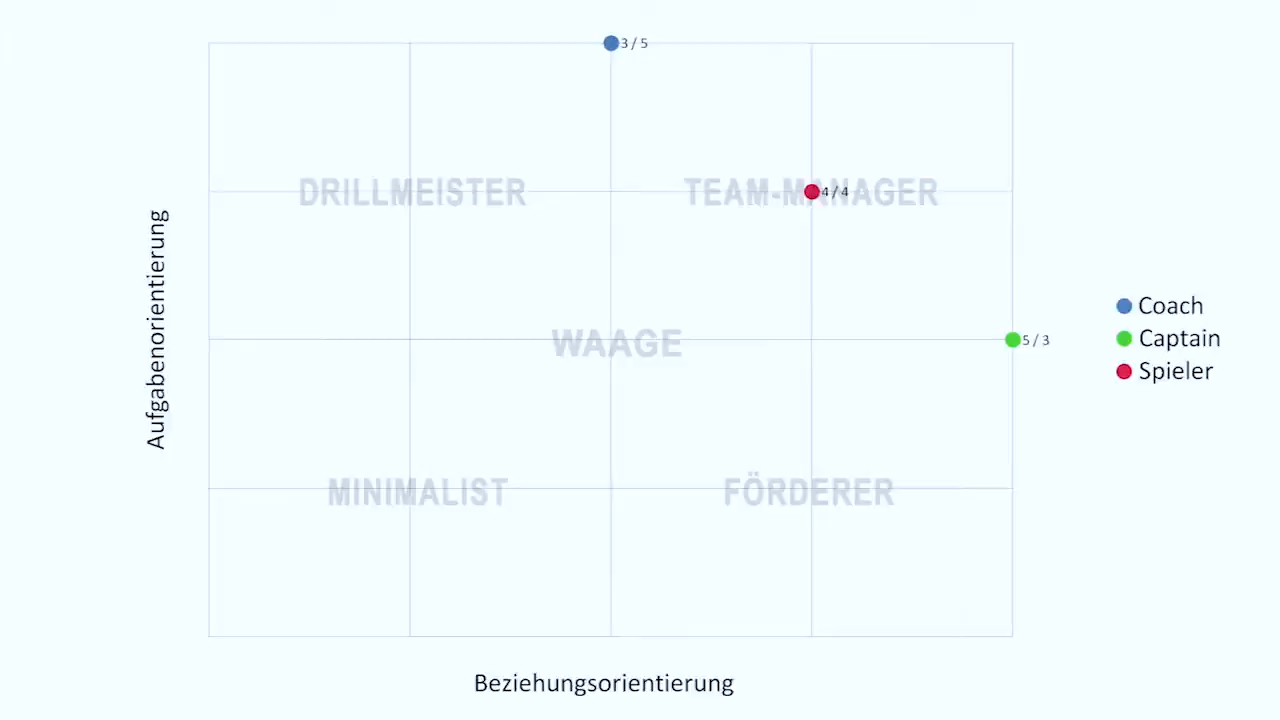 3 / 5
DRILLMEISTER
TEAM-MANAGER
4 / 4
Aufgabenorientierung
WAAGE
5 / 3
Coach
Captain
Spieler
MINIMALIST
FÖRDERER
Beziehungsorientierung